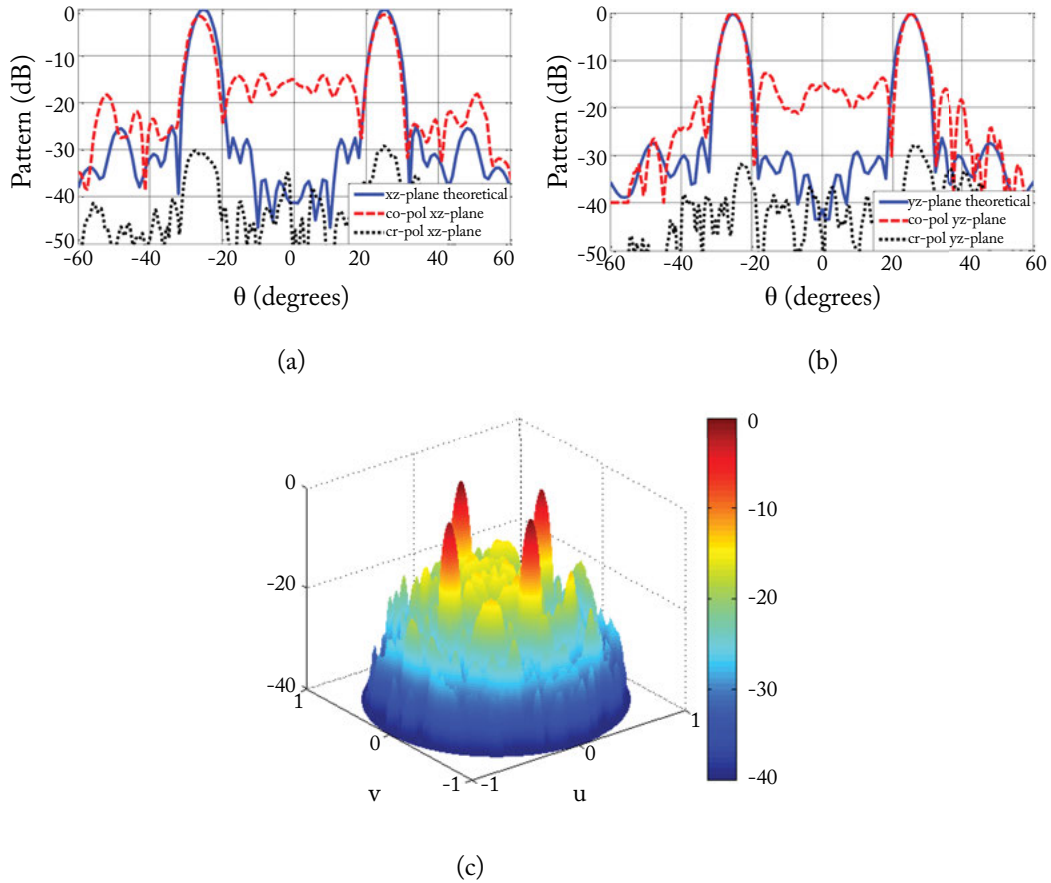 0
-10
-20
-30
-40
-50
Pattern (dB)
-60
-40
-20
0
20
40
60
θ (degrees)
xz-plane theoretical
co-pol xz-plane
cr-pol xz-plane
(a)
0
-10
-20
-30
-40
-50
Pattern (dB)
-60
-40
-20
0
20
40
60
θ (degrees)
yz-plane theoretical
co-pol yz-plane
cr-pol yz-plane
(b)
0
-20
-40
1
0
-1
v
-1
0
1
u
0
-10
-20
-30
-40
(c)